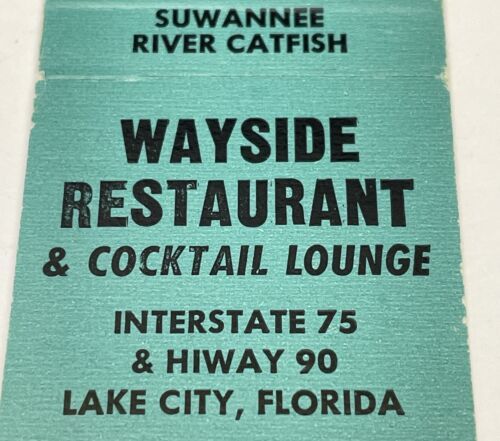 SUWANNEE
RIVER CATFISH
WAYSIDE
RESTAURANT
& COCKTAIL LOUNGE
INTERSTATE 75
& HIWAY 90
LAKE CITY, FLORIDA